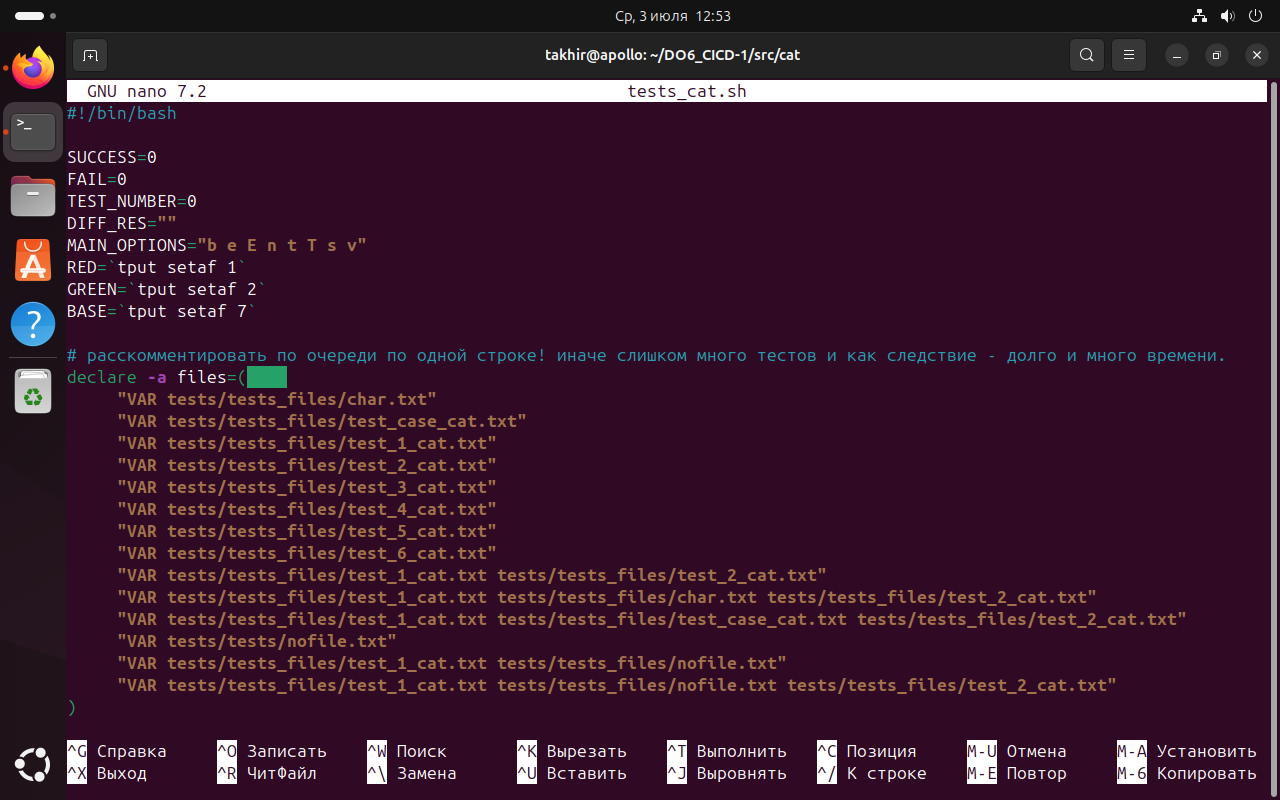 Ср, 3 июля 12:53
takhir@apollo: ~/DO6_CICD-1/src/cat
GNU nano 7.2 tests_cat.sh
#!/bin/bash
SUCCESS=0
FAIL=0
TEST_NUMBER=0
DIFF_RES=""
MAIN_OPTIONS="b e E n t T s v"
RED=`tput setaf 1`
GREEN=`tput setaf 2`
BASE=`tput setaf 7`
# расскомментировать по очереди по одной строке! иначе слишком много тестов и как следствие - долго и много времени.
declare -a files=(
"VAR tests/tests_files/char.txt"
"VAR tests/tests_files/test_case_cat.txt"
"VAR tests/tests_files/test_1_cat.txt"
"VAR tests/tests_files/test_2_cat.txt"
"VAR tests/tests_files/test_3_cat.txt"
"VAR tests/tests_files/test_4_cat.txt"
"VAR tests/tests_files/test_5_cat.txt"
"VAR tests/tests_files/test_6_cat.txt"
"VAR tests/tests_files/test_1_cat.txt tests/tests_files/test_2_cat.txt"
"VAR tests/tests_files/test_1_cat.txt tests/tests_files/char.txt tests/tests_files/test_2_cat.txt"
"VAR tests/tests_files/test_1_cat.txt tests/tests_files/test_case_cat.txt tests/tests_files/test_2_cat.txt"
"VAR tests/tests/nofile.txt"
"VAR tests/tests_files/test_1_cat.txt tests/tests_files/nofile.txt"
"VAR tests/tests_files/test_1_cat.txt tests/tests_files/nofile.txt tests/tests_files/test_2_cat.txt"
)
^G Справка ^O Записать ^W Поиск ^K Вырезать ^T Выполнить ^C Позиция M-U Отмена M-A Установить
^X Выход ^R ЧитФайл ^\ Замена ^U Вставить ^J Выровнять ^/ К строке M-E Повтор M-6 Копировать